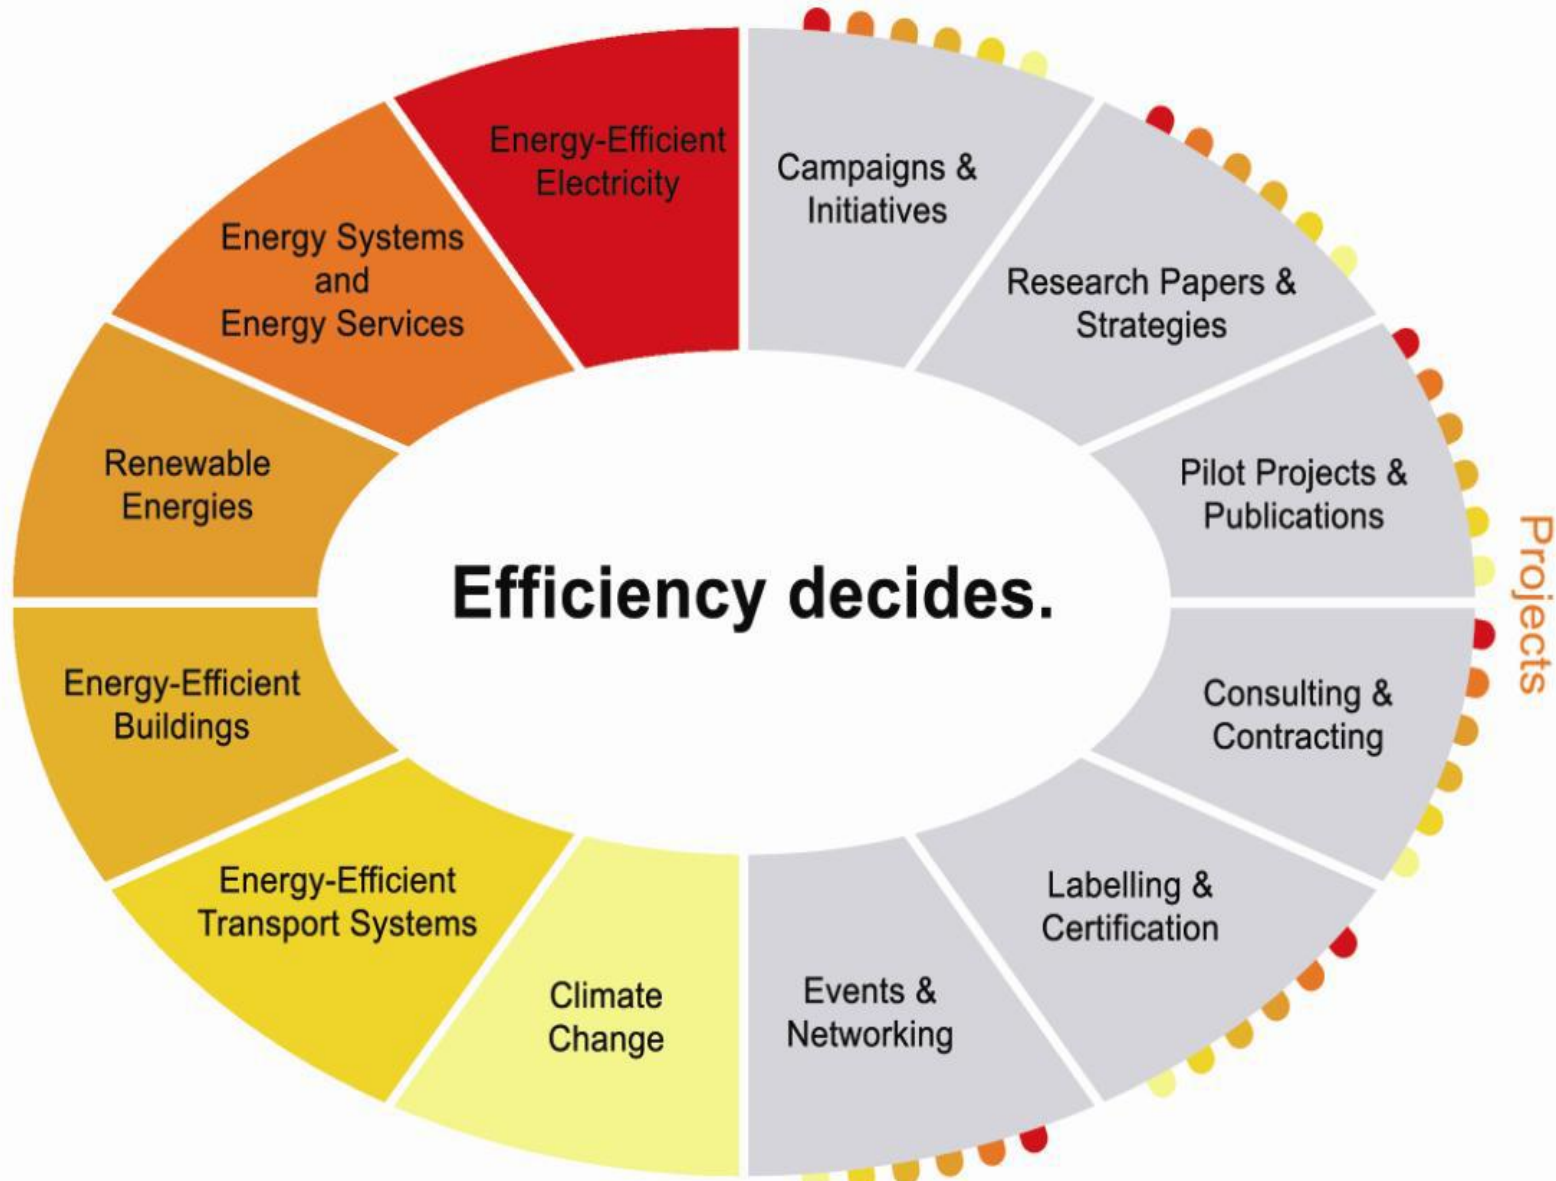 Energy-Efficient
Electricity
Campaigns &
Initiatives
Energy Systems
and
Energy Services
Research Papers &
Strategies
Renewable
Energies
Pilot Projects &
Publications
Projects
Efficiency decides.
Energy-Efficient
Buildings
Consulting &
Contracting
Energy-Efficient
Transport Systems
Labelling &
Certification
Climate
Change
Events &
Networking